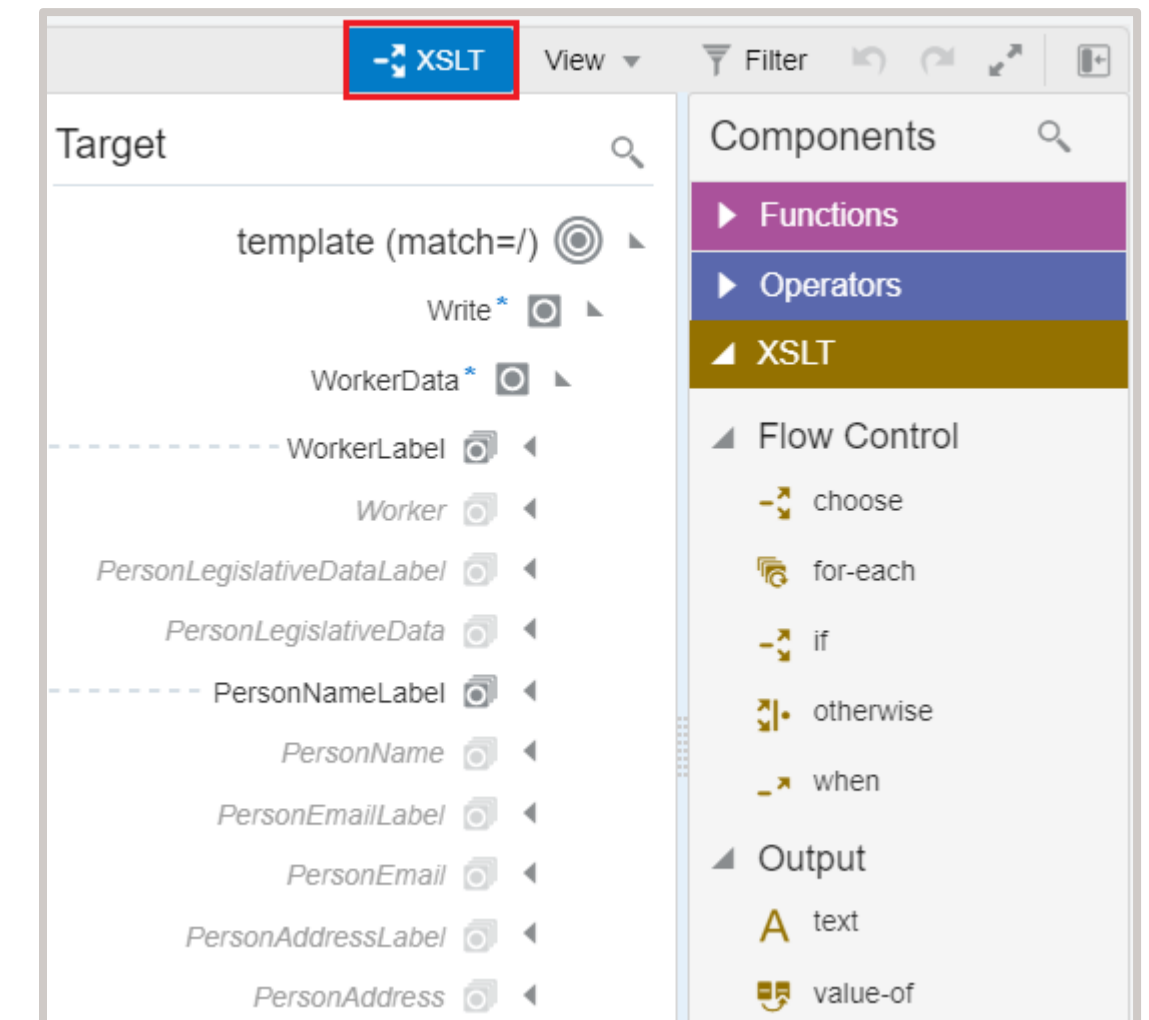 XSLT View Filter
Target
template (match=/)
Write *
WorkerData *
WorkerLabel
Worker
PersonLegislativeDataLabel
PersonLegislativeData
PersonNameLabel
PersonName
PersonEmailLabel
PersonEmail
PersonAddressLabel
PersonAddress
Components
Functions
Operators
XSLT
Flow Control
choose
for-each
if
otherwise
when
Output
A text
value-of